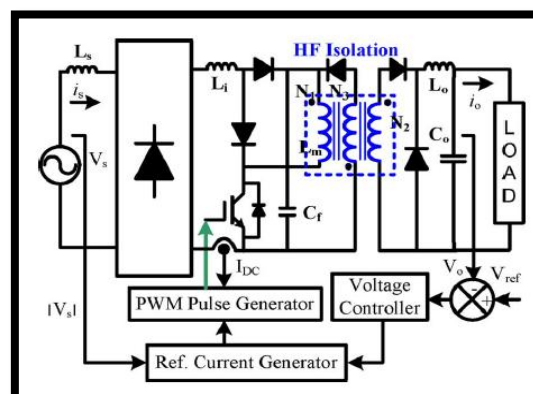 HF Isolation
Ls
is
Vs
Li
N1
N3
Lm
N2
Cf
Lo
io
Co
LOAD
IDC
PWM Pulse Generator
Voltage
Controller
Vo
-
+
Vref
|Vs|
Ref. Current Generator